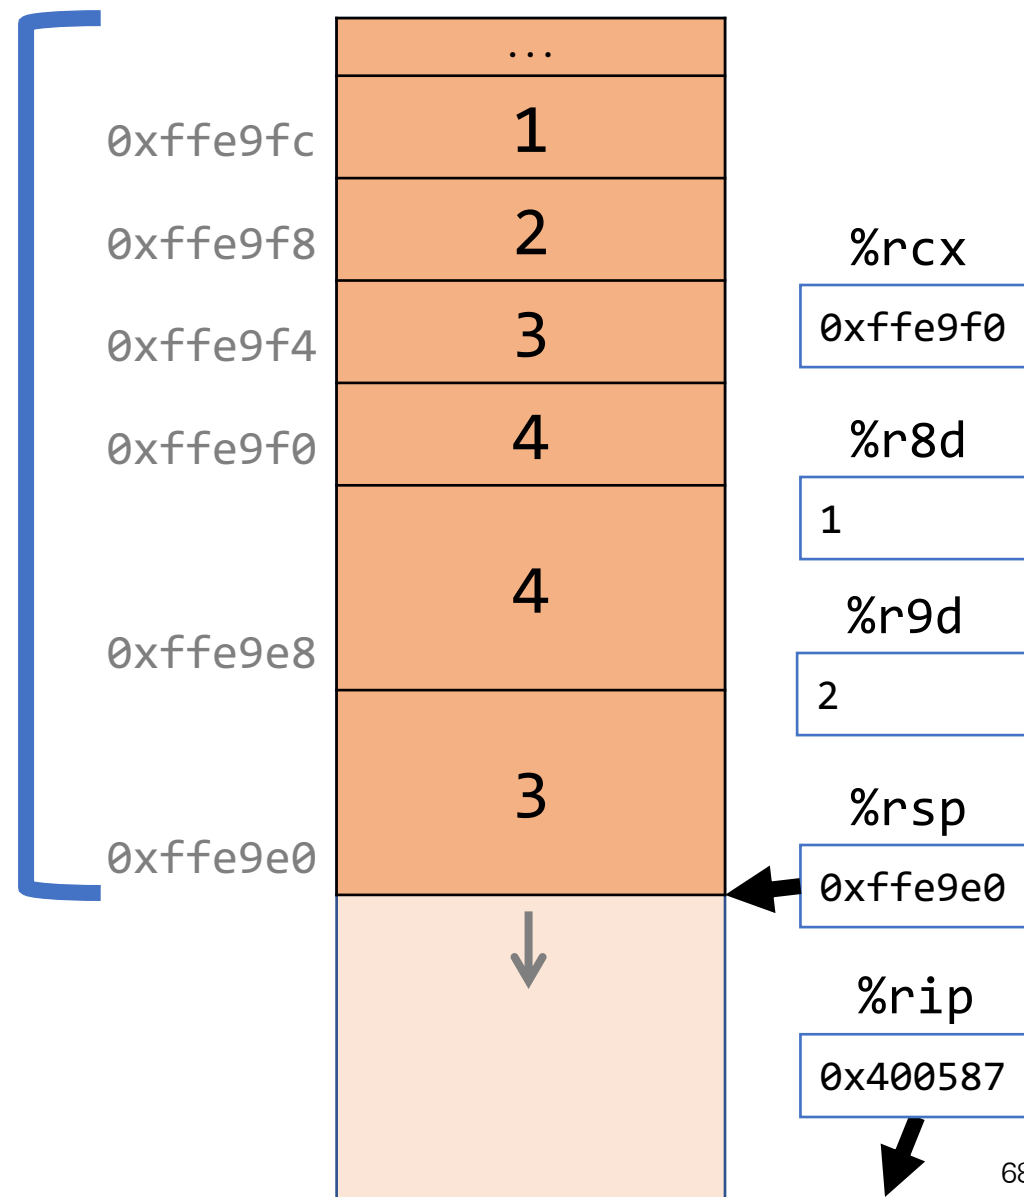 ...
0xffe9fc 1
0xffe9f8 2
0xffe9f4 3
0xffe9f0 4
0xffe9e8 4
0xffe9e0 3
%rcx
0xffe9f0
%r8d
1
%r9d
2
%rsp
0xffe9e0
%rip
0x400587
68